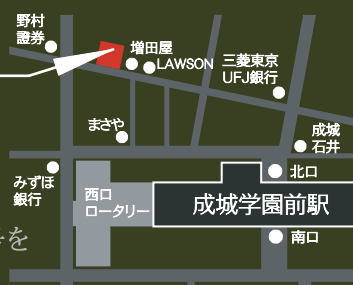 野村
證券
増田屋
LAWSON
三菱東京
UFJ銀行
まさや
成城
石井
みずほ
銀行
西口
ロータリー
北口
成城学園前駅
南口
を